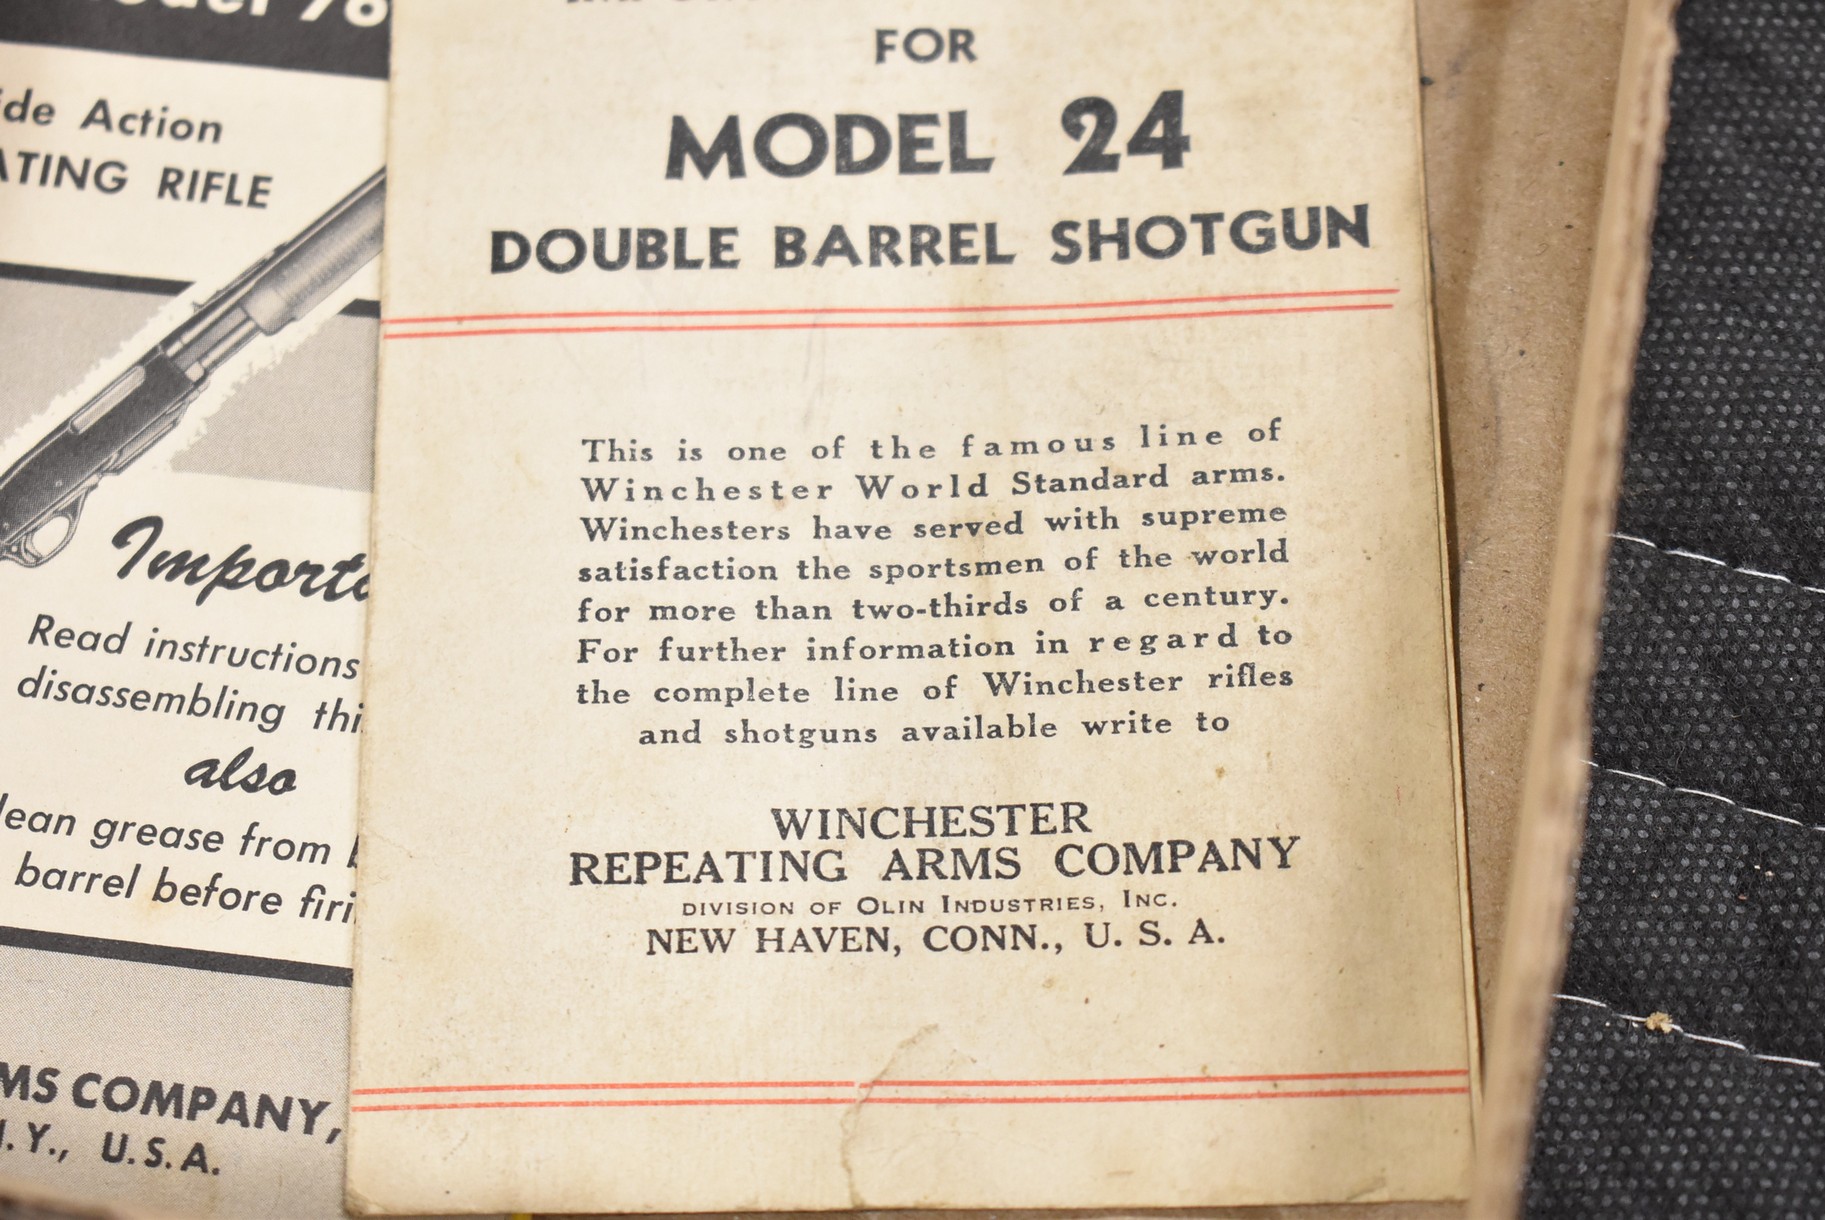 Model 76
ide Action
ATING RIFLE
Read instructions
disassembling
also
grease from
barrel before
MS COMPANY,
N.Y., U.S.A.
FOR
MODEL 24
DOUBLE BARREL SHOTGUN
This is one of the famous line of
Winchester World Standard arms.
Winchesters have served with supreme
satisfaction the sportsmen of the world
for more than two-thirds of a century.
For further information in regard to
the complete line of Winchester rifles
and shotguns available write to
WINCHESTER
REPEATING ARMS COMPANY
DIVISION OF OLIN INDUSTRIES, INC.
NEW HAVEN, CONN., U. S. A.